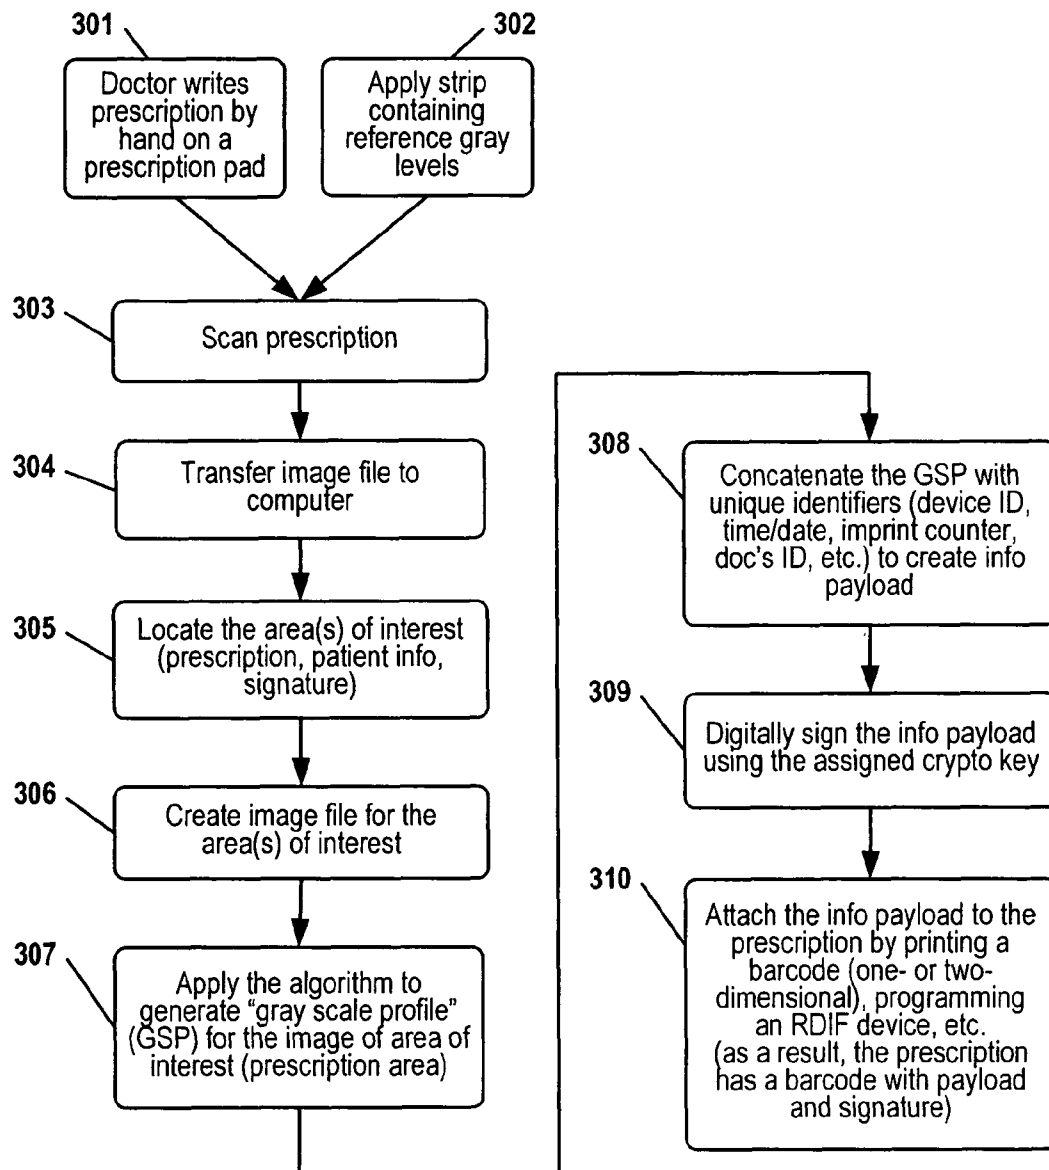 301
Doctor writes
prescription by
hand on a
prescription pad
302
Apply strip
containing
reference gray
levels
303
Scan prescription
304
Transfer image file to
computer
305
Locate the area(s) of interest
(prescription, patient info,
signature)
306
Create image file for the
area(s) of interest
307
Apply the algorithm to
generate “gray scale profile”
(GSP) for the image of area of
interest (prescription area)
308
Concatenate the GSP with
unique identifiers (device ID,
time/date, imprint counter,
doc's ID, etc.) to create info
payload
309
Digitally sign the info payload
using the assigned crypto key
310
Attach the info payload to the
prescription by printing a
barcode (one- or two-
dimensional), programming
an RDIF device, etc.
(as a result, the prescription
has a barcode with payload
and signature)